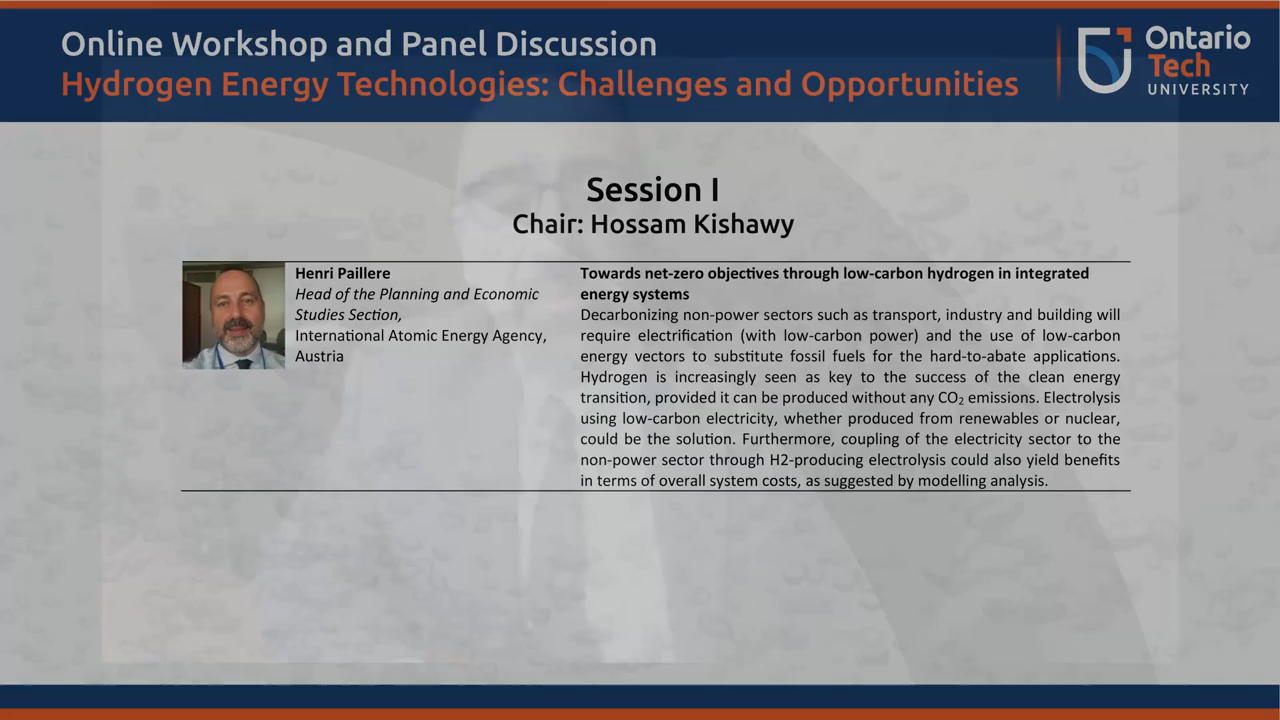 Online Workshop and Panel Discussion
Hydrogen Energy Technologies: Challenges and Opportunities
Ontario
Tech
UNIVERSITY
Session I
Chair: Hossam Kishawy
Henri Paillere
Head of the Planning and Economic
Studies Section,
International Atomic Energy Agency,
Austria
Towards net-zero objectives through low-carbon hydrogen in integrated
energy systems
Decarbonizing non-power sectors such as transport, industry and building will
require electrification (with low-carbon power) and the use of low-carbon
energy vectors to substitute fossil fuels for the hard-to-abate applications.
Hydrogen is increasingly seen as key to the success of the clean energy
transition, provided it can be produced without any CO₂ emissions. Electrolysis
using low-carbon electricity, whether produced from renewables or nuclear,
could be the solution. Furthermore, coupling of the electricity sector to the
non-power sector through H2-producing electrolysis could also yield benefits
in terms of overall system costs, as suggested by modelling analysis.